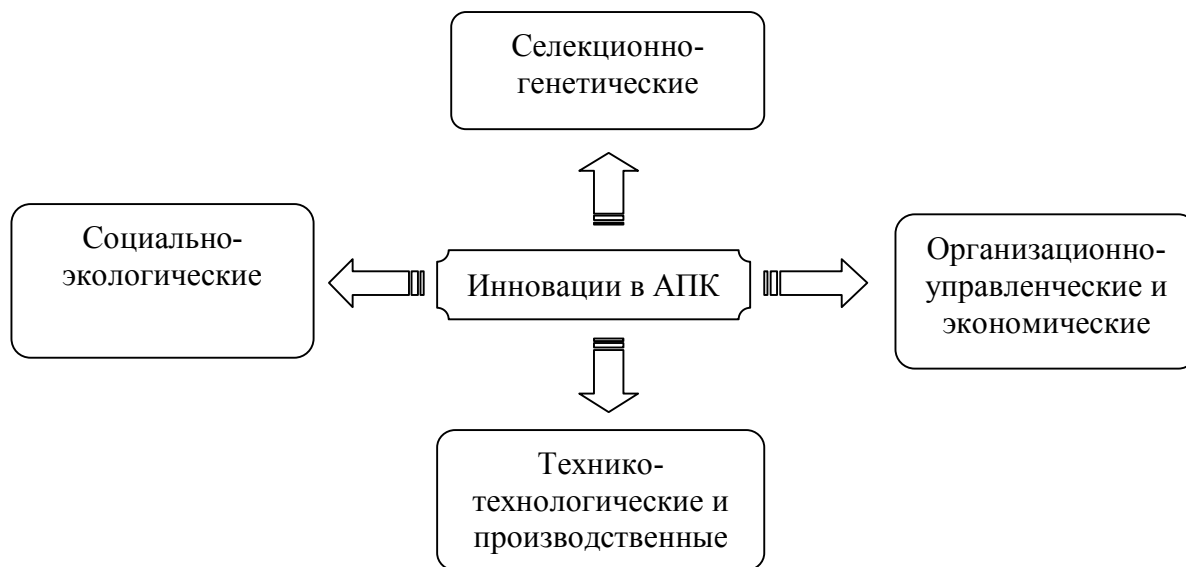 Селекционно-
генетические
Социально-
экологические
Инновации в АПК
Организационно-
управленческие и
экономические
Технико-
технологические и
производственные